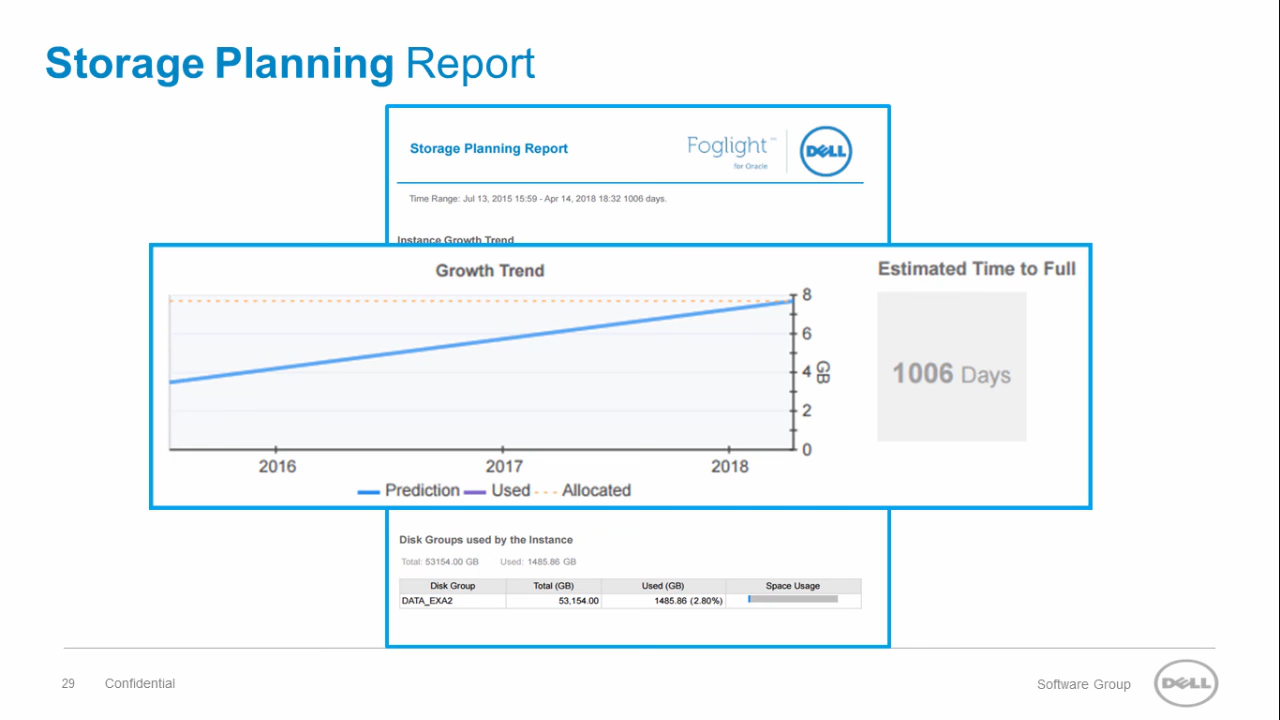 Storage Planning Report
Storage Planning Report
Foglight™
for Oracle
DELL
Time Range: Jul 13, 2015 15:59 - Apr 14, 2018 18:32 1006 days.
Instance Growth Trend
Growth Trend
Estimated Time to Full
8
6
4
2
0
GB
1006 Days
2016 2017 2018
Prediction Used Allocated
Disk Groups used by the Instance
Total: 53154.00 GB Used: 1485.86 GB
Disk Group Total (GB) Used (GB) Space Usage
DATA_EXA2 53,154.00 1485.86 (2.80%)
29 Confidential Software Group DELL